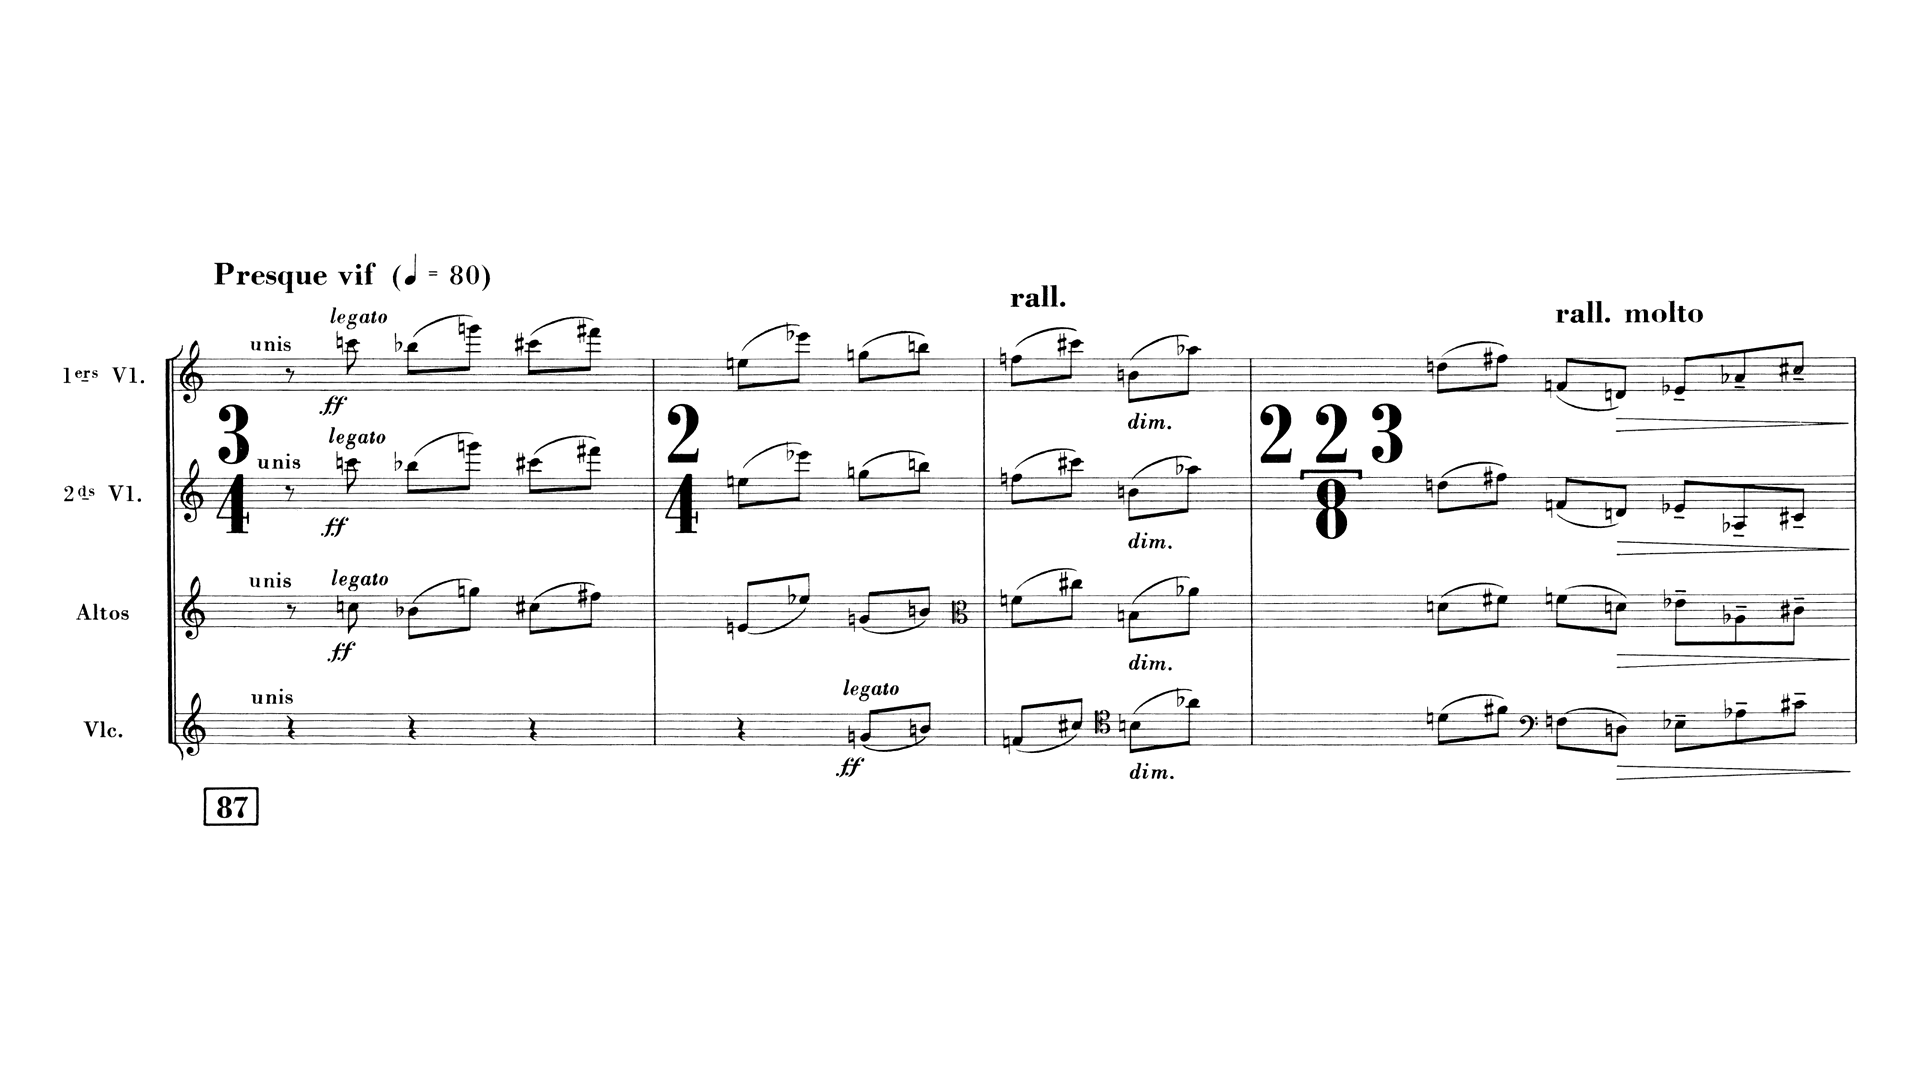 Presque vif (♩ = 80)
rall.
rall. molto
legato
unis
1ers Vl.
ff
dim.
3
4
2
4
2 2 3
8
legato
unis
2ds Vl.
ff
dim.
unis
legato
Altos
ff
dim.
unis
legato
Vlc.
ff
dim.
87